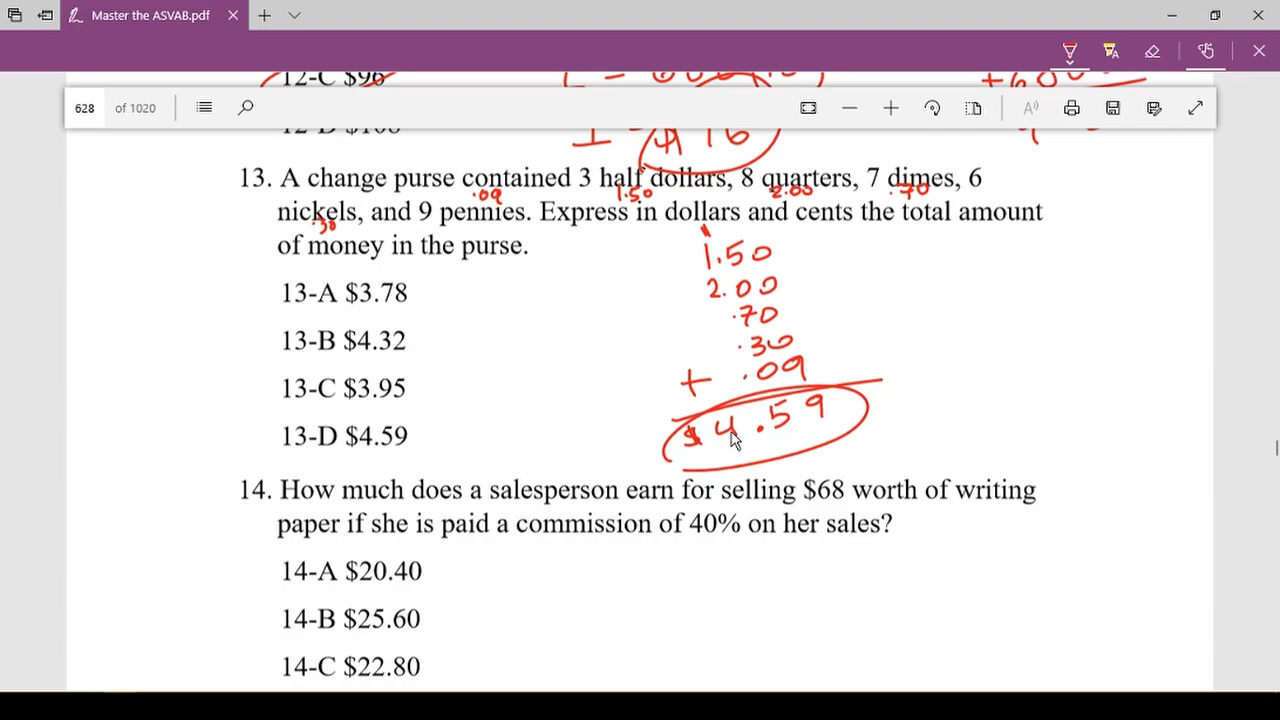 Master the ASVAB.pdf
12-C $96
628 of 1020
13. A change purse contained 3 half dollars, 8 quarters, 7 dimes, 6
.09 1.50 2.00 .70
nickels, and 9 pennies. Express in dollars and cents the total amount
.30
of money in the purse.
1.50
2.00
13-A $3.78
.70
13-B $4.32
.30
+ .09
13-C $3.95
$4.59
13-D $4.59
14. How much does a salesperson earn for selling $68 worth of writing
paper if she is paid a commission of 40% on her sales?
14-A $20.40
14-B $25.60
14-C $22.80